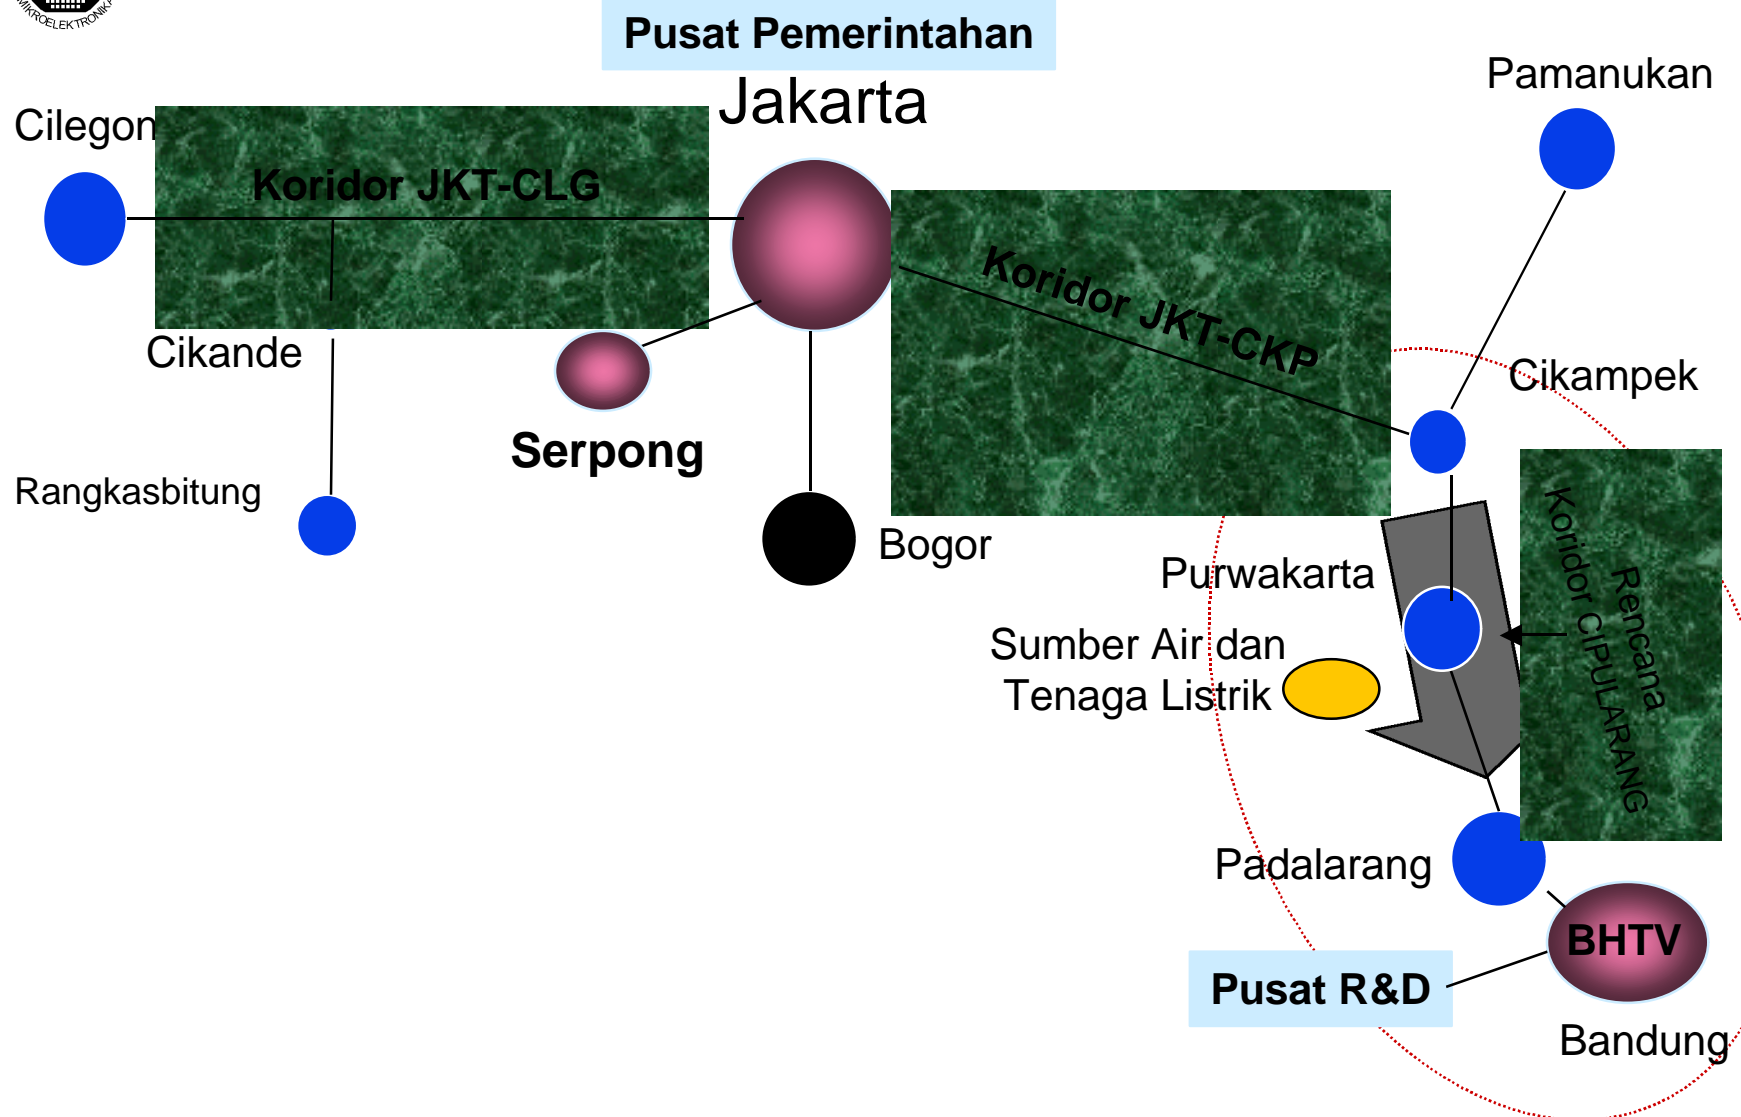 MIKROELEKTRONIKA
Pusat Pemerintahan
Jakarta
Pamanukan
Cilegon
Koridor JKT-CLG
Koridor JKT-CKP
Cikande
Cikampek
Serpong
Rangkasbitung
Bogor
Purwakarta
Rencana
Koridor CIPULARANG
Sumber Air dan
Tenaga Listrik
Padalarang
BHTV
Pusat R&D
Bandung